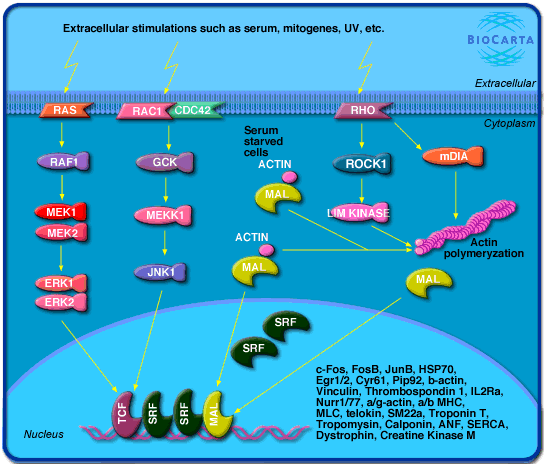 Extracellular stimulations such as serum, mitogenes, UV, etc.
BIOCARTA
Extracellular
RAS
RAC1
CDC42
RHO
Cytoplasm
Serum
starved
cells
RAF1
GCK
ACTIN
ROCK1
mDIA
MAL
MEK1
MEKK1
LIM KINASE
MEK2
ACTIN
Actin
polymeryzation
MAL
JNK1
ERK1
MAL
ERK2
SRF
SRF
c-Fos, FosB, JunB, HSP70,
Egr1/2, Cyr61, Pip92, b-actin,
Vinculin, Thrombospondin 1, IL2Ra,
Nurr1/77, a/g-actin, a/b MHC,
MLC, telokin, SM22a, Troponin T,
Tropomysin, Calponin, ANF, SERCA,
Dystrophin, Creatine Kinase M
TCF
SRF
SRF
MAL
Nucleus